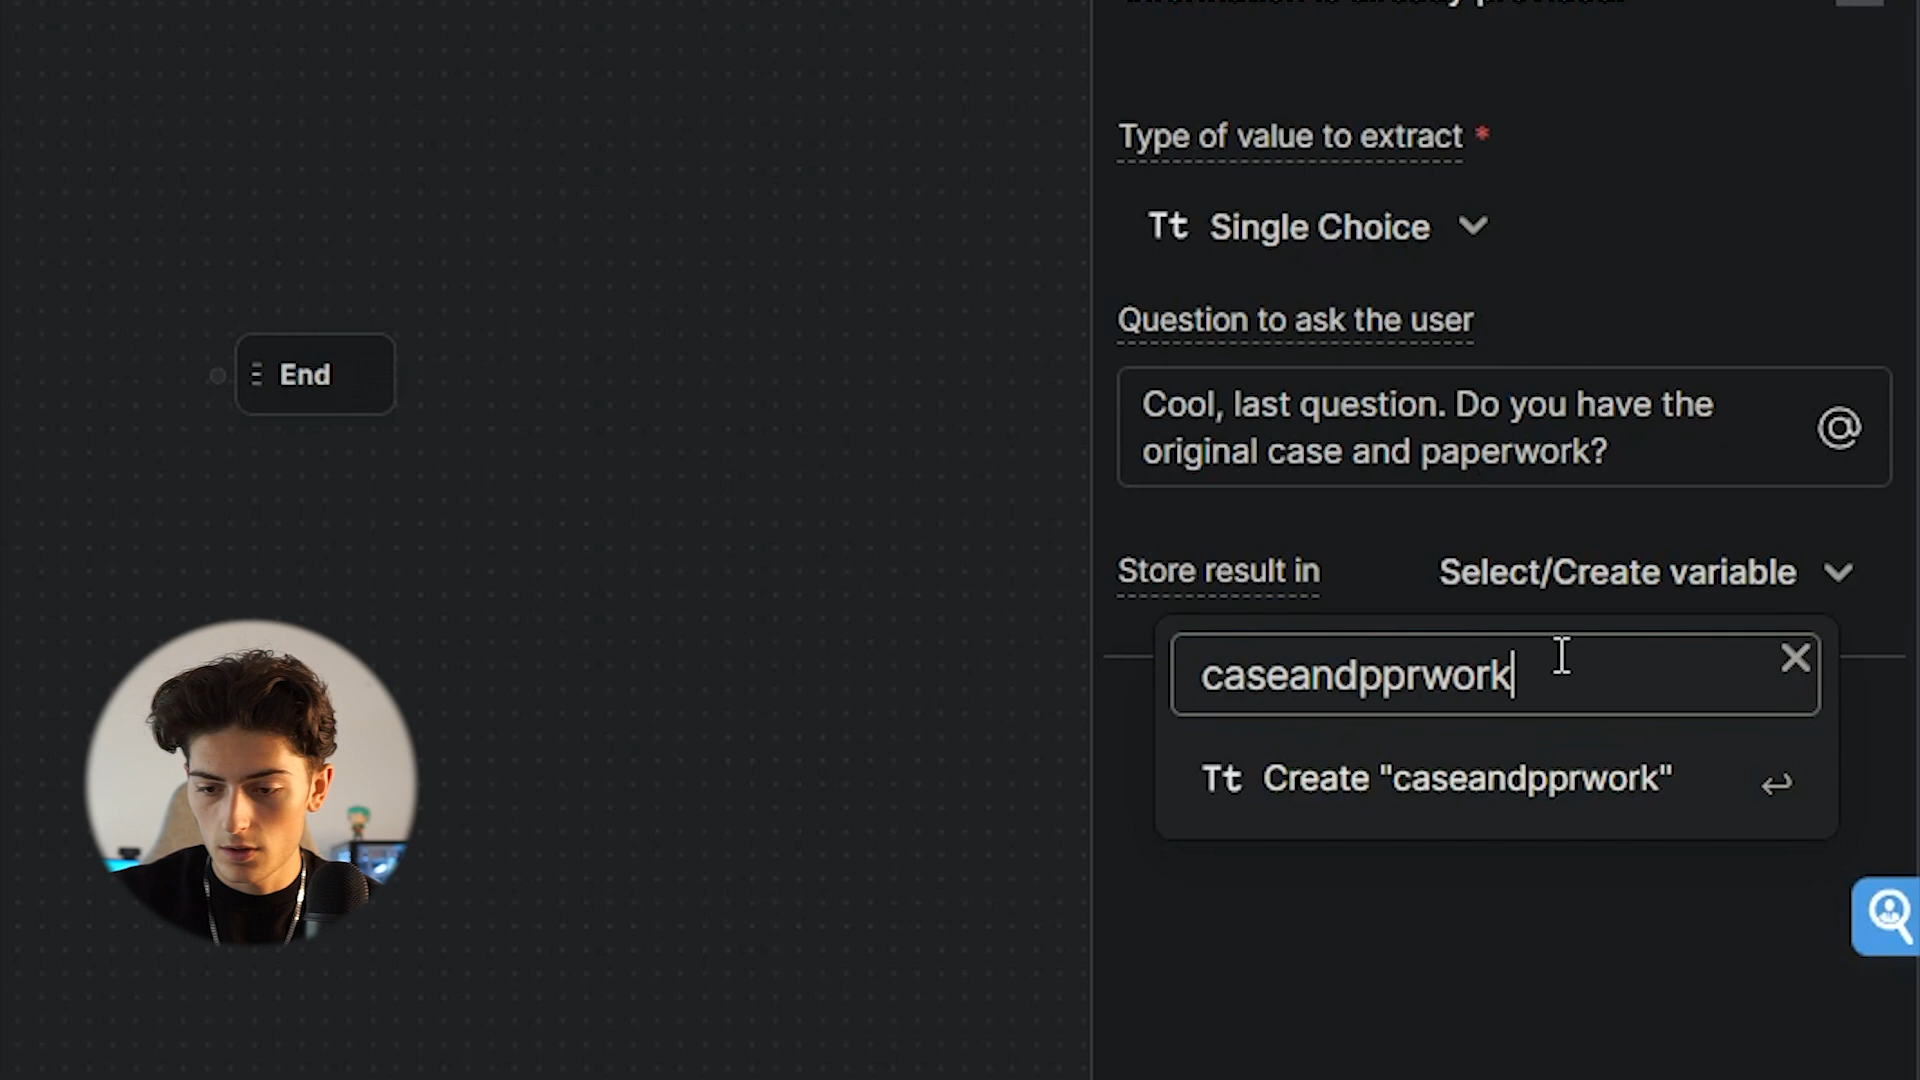 Type of value to extract *
Tt Single Choice
Question to ask the user
Cool, last question. Do you have the
original case and paperwork?
@
Store result in Select/Create variable
caseandpprwork
Tt Create "caseandpprwork"
End